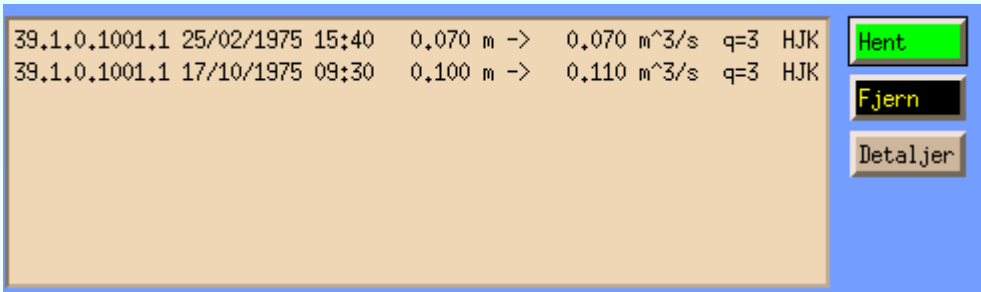 39.1.0.1001.1 25/02/1975 15:40   0.070 m ->   0.070 m^3/s  q=3  HJK
39.1.0.1001.1 17/10/1975 09:30   0.100 m ->   0.110 m^3/s  q=3  HJK
Hent
Fjern
Detaljer